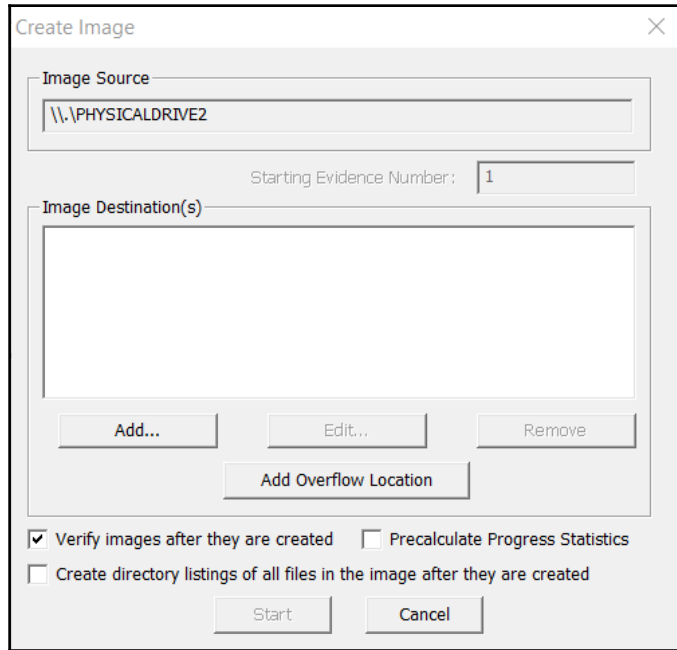 Create Image
Image Source
\\.\PHYSICALDRIVE2
Starting Evidence Number: 1
Image Destination(s)
Add... Edit... Remove
Add Overflow Location
Verify images after they are created Precalculate Progress Statistics
Create directory listings of all files in the image after they are created
Start Cancel